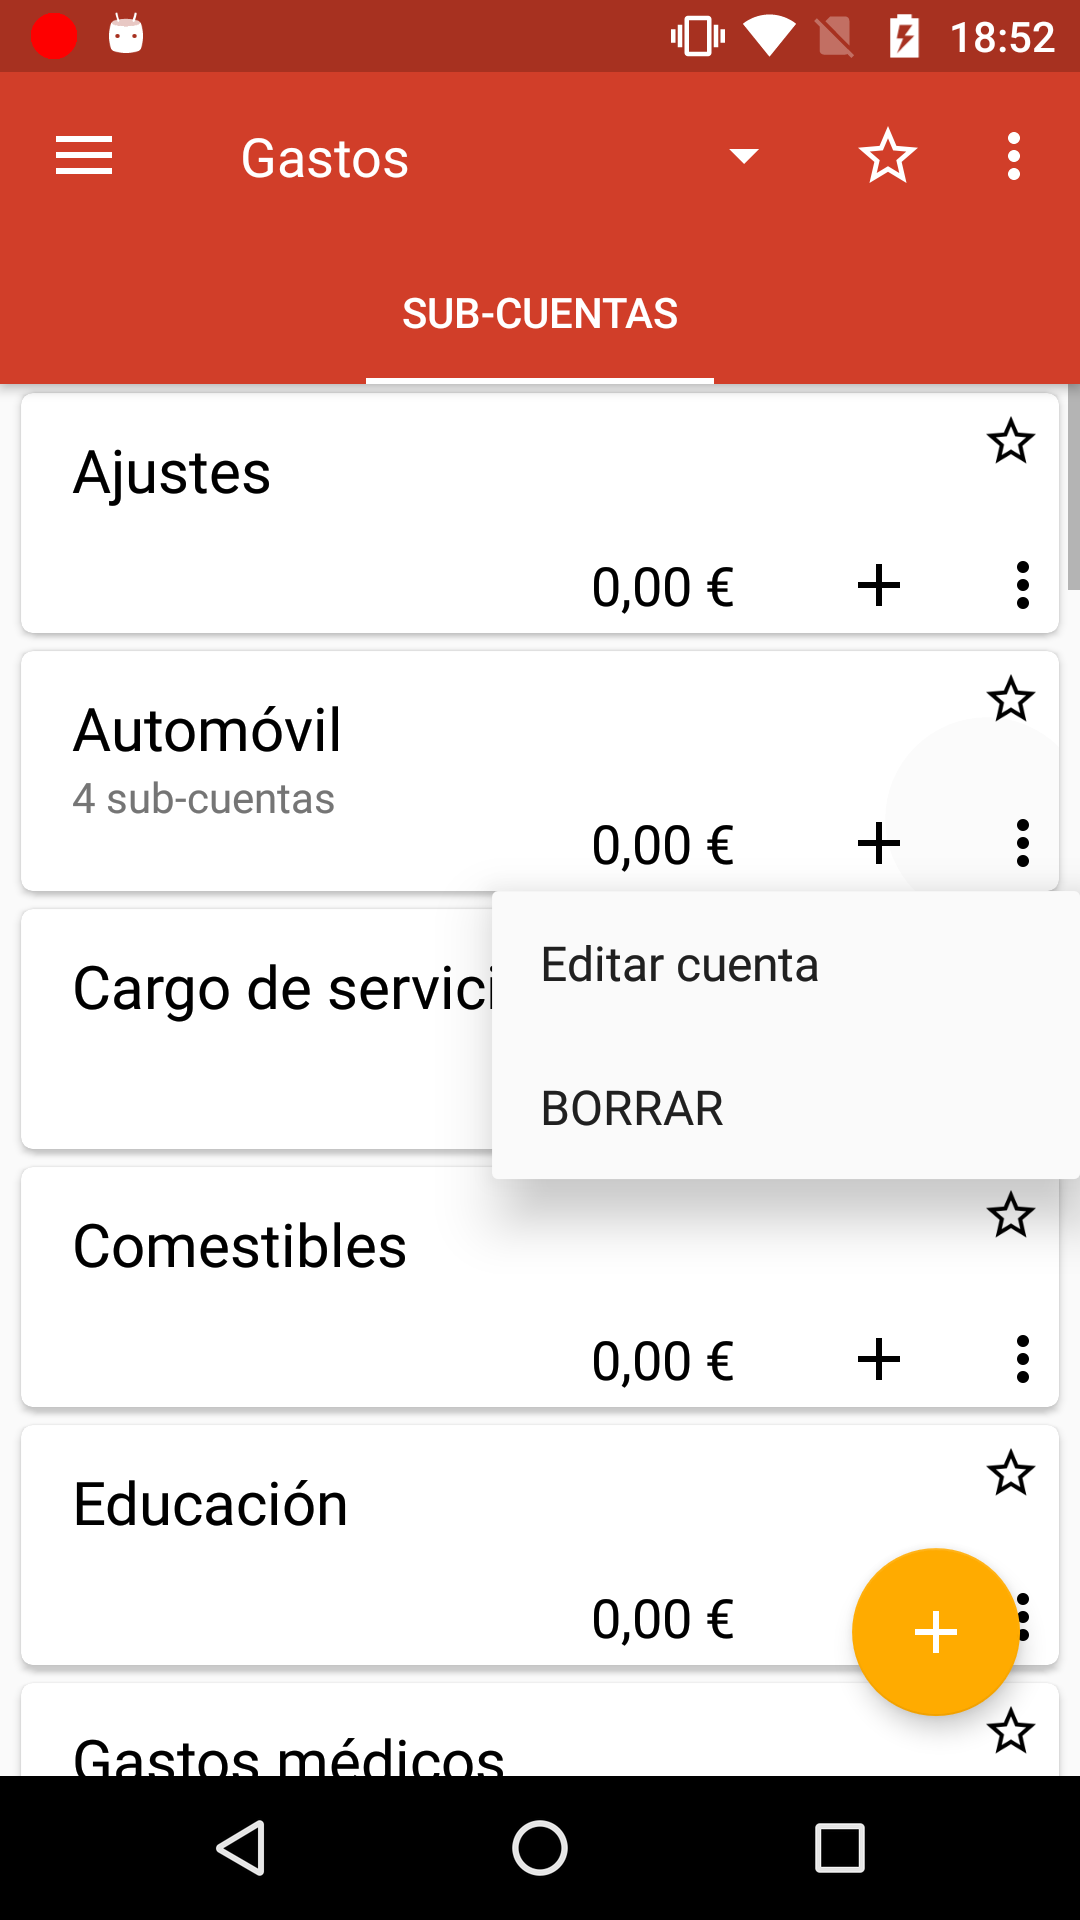 18:52
Gastos
SUB-CUENTAS
Ajustes
0,00 €
Automóvil
4 sub-cuentas
0,00 €
Cargo de servici
Editar cuenta
BORRAR
Comestibles
0,00 €
Educación
0,00 €
Gastos médicos